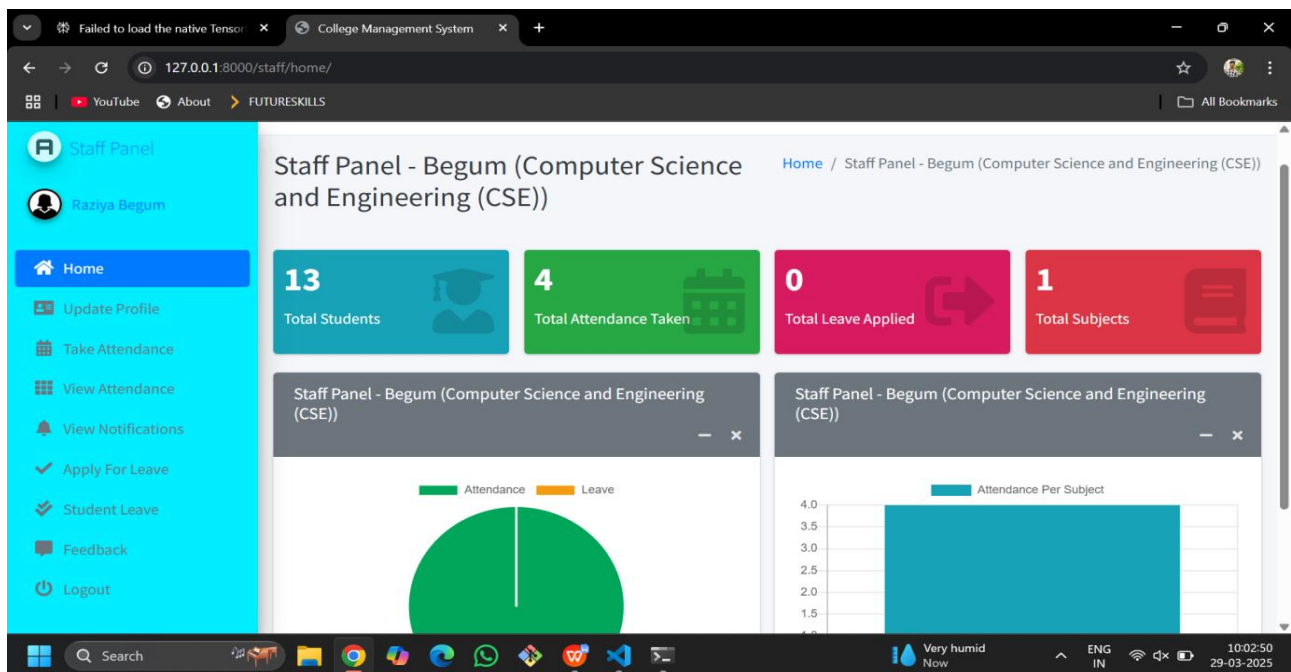 Failed to load the native Tensor
College Management System
127.0.0.1:8000/staff/home/
YouTube
About
FUTURESKILLS
All Bookmarks
Staff Panel
Raziya Begum
Home
Update Profile
Take Attendance
View Attendance
View Notifications
Apply For Leave
Student Leave
Feedback
Logout
Staff Panel - Begum (Computer Science
and Engineering (CSE))
Home / Staff Panel - Begum (Computer Science and Engineering (CSE))
13
Total Students
4
Total Attendance Taken
0
Total Leave Applied
1
Total Subjects
Staff Panel - Begum (Computer Science and Engineering
(CSE))
Attendance Leave
Staff Panel - Begum (Computer Science and Engineering
(CSE))
Attendance Per Subject
4.0
3.5
3.0
2.5
2.0
1.5
Search
Very humid
Now
ENG
IN
10:02:50
29-03-2025